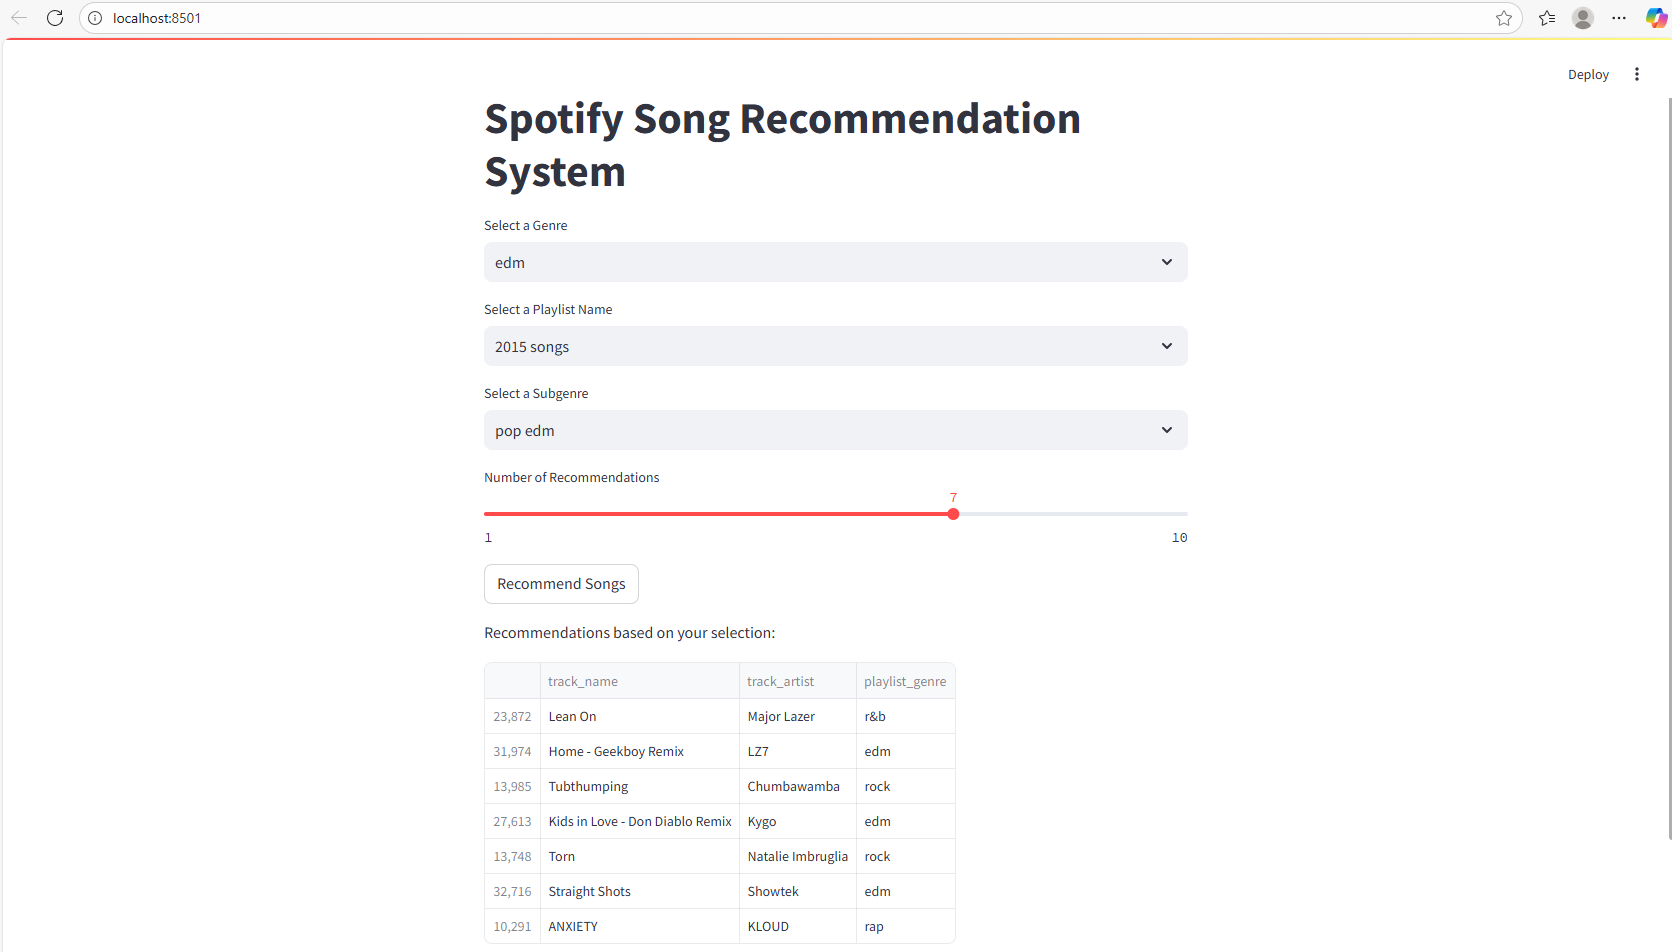 localhost:8501
Deploy
Spotify Song Recommendation
System
Select a Genre
edm
Select a Playlist Name
2015 songs
Select a Subgenre
pop edm
Number of Recommendations
7
1 10
Recommend Songs
Recommendations based on your selection:
track_name track_artist playlist_genre
23,872 Lean On Major Lazer r&b
31,974 Home - Geekboy Remix LZ7 edm
13,985 Tubthumping Chumbawamba rock
27,613 Kids in Love - Don Diablo Remix Kygo edm
13,748 Torn Natalie Imbruglia rock
32,716 Straight Shots Showtek edm
10,291 ANXIETY KLOUD rap